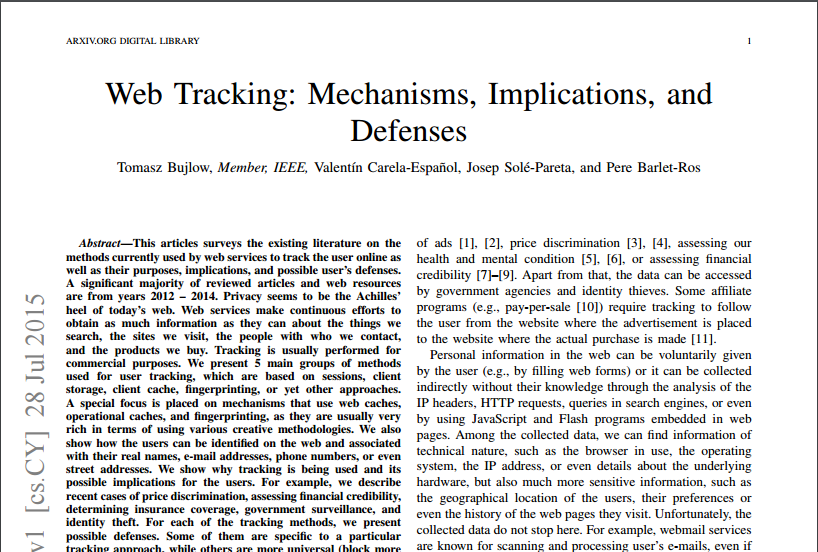 ARXIV.ORG DIGITAL LIBRARY
1
Web Tracking: Mechanisms, Implications, and
Defenses
Tomasz Bujlow, Member, IEEE, Valentín Carela-Español, Josep Solé-Pareta, and Pere Barlet-Ros
Abstract—This articles surveys the existing literature on the
methods currently used by web services to track the user online as
well as their purposes, implications, and possible user's defenses.
A significant majority of reviewed articles and web resources
are from years 2012 – 2014. Privacy seems to be the Achilles'
heel of today's web. Web services make continuous efforts to
obtain as much information as they can about the things we
search, the sites we visit, the people with who we contact,
and the products we buy. Tracking is usually performed for
commercial purposes. We present 5 main groups of methods
used for user tracking, which are based on sessions, client
storage, client cache, fingerprinting, or yet other approaches.
A special focus is placed on mechanisms that use web caches,
operational caches, and fingerprinting, as they are usually very
rich in terms of using various creative methodologies. We also
show how the users can be identified on the web and associated
with their real names, e-mail addresses, phone numbers, or even
street addresses. We show why tracking is being used and its
possible implications for the users. For example, we describe
recent cases of price discrimination, assessing financial credibility,
determining insurance coverage, government surveillance, and
identity theft. For each of the tracking methods, we present
possible defenses. Some of them are specific to a particular
tracking approach, while others are more universal (block more
of ads [1], [2], price discrimination [3], [4], assessing our
health and mental condition [5], [6], or assessing financial
credibility [7]–[9]. Apart from that, the data can be accessed
by government agencies and identity thieves. Some affiliate
programs (e.g., pay-per-sale [10]) require tracking to follow
the user from the website where the advertisement is placed
to the website where the actual purchase is made [11].
Personal information in the web can be voluntarily given
by the user (e.g., by filling web forms) or it can be collected
indirectly without their knowledge through the analysis of the
IP headers, HTTP requests, queries in search engines, or even
by using JavaScript and Flash programs embedded in web
pages. Among the collected data, we can find information of
technical nature, such as the browser in use, the operating
system, the IP address, or even details about the underlying
hardware, but also much more sensitive information, such as
the geographical location of the users, their preferences or
even the history of the web pages they visit. Unfortunately, the
collected data do not stop here. For example, webmail services
are known for scanning and processing user's e-mails, even if
v1 [cs.CY] 28 Jul 2015